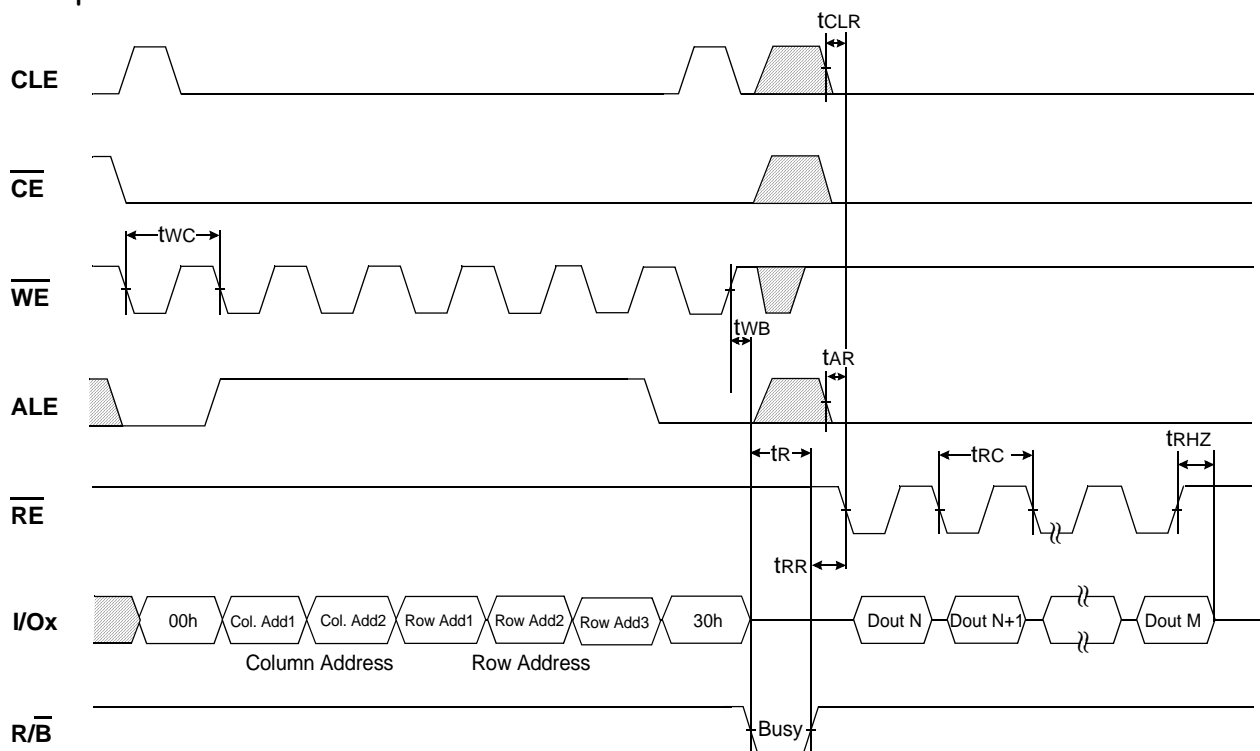 tCLR
CLE
CE
tWC
WE
tWB
tAR
ALE
tR
tRC
tRHZ
RE
tRR
I/Ox
00h
Col. Add1
Col. Add2
Row Add1
Row Add2
Row Add3
30h
Dout N
Dout N+1
Dout M
Column Address
Row Address
R/B
Busy